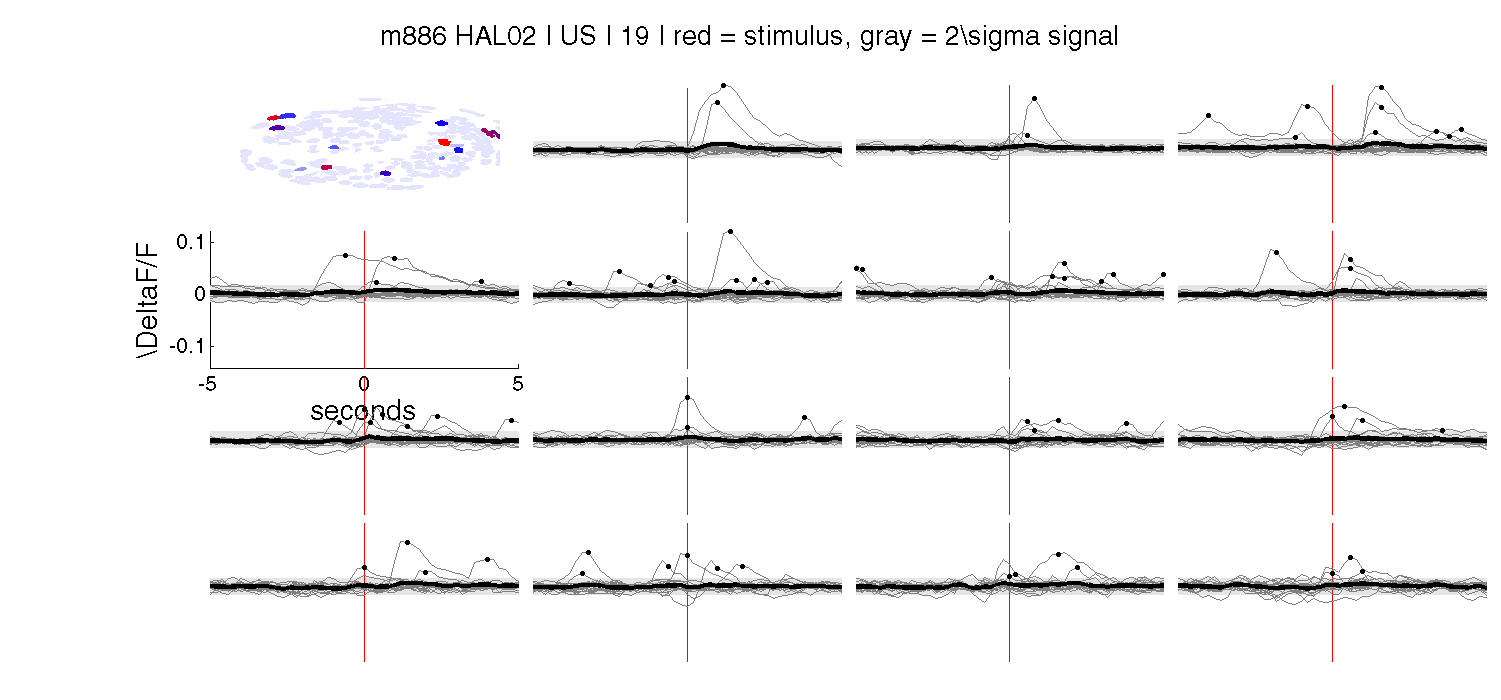 m886 HAL02 | US | 19 | red = stimulus, gray = 2\sigma signal
\DeltaF/F
0.1
0
-0.1
-5 0 5
seconds